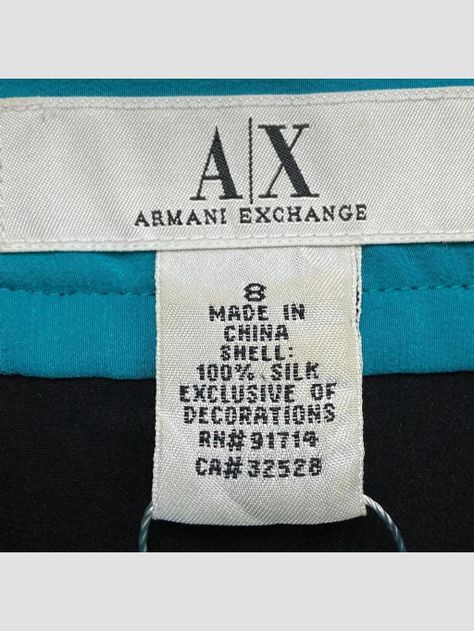 A|X
ARMANI EXCHANGE
8
MADE IN
CHINA
SHELL:
100% SILK
EXCLUSIVE OF
DECORATIONS
RN# 91714
CA# 32528